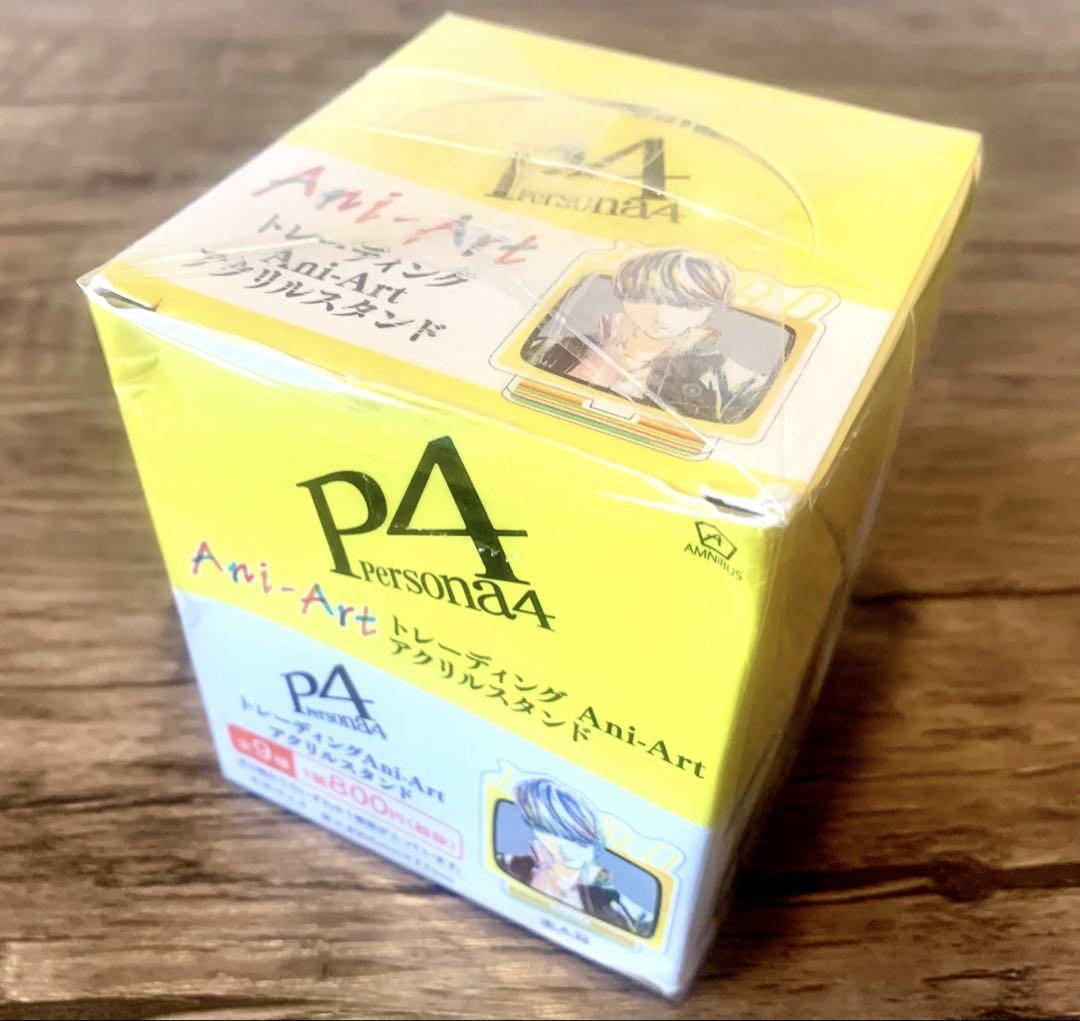 P4
Persona4
Ani-Art
トレーディング
Ani-Art
アクリルスタンド
P4
Persona4
AMNIBUS
Ani-Art
トレーディング Ani-Art
アクリルスタンド
P4
Persona4
トレーディングAni-Art
アクリルスタンド
全9種
800円(税抜)
主人公